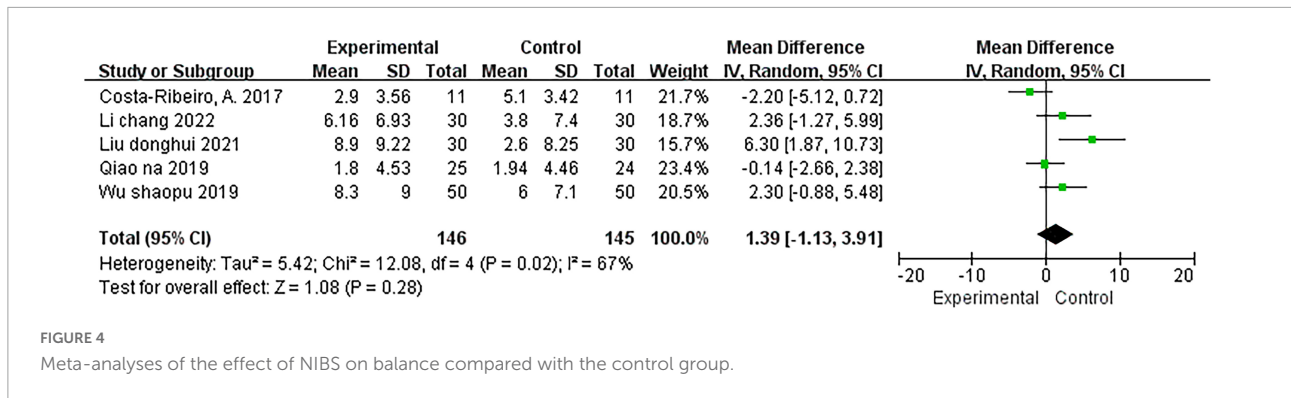 Experimental Control Mean Difference Mean Difference
Study or Subgroup Mean SD Total Mean SD Total Weight IV, Random, 95% CI IV, Random, 95% CI
Costa-Ribeiro, A. 2017 2.9 3.56 11 5.1 3.42 11 21.7% -2.20 [-5.12, 0.72]
Li chang 2022 6.16 6.93 30 3.8 7.4 30 18.7% 2.36 [-1.27, 5.99]
Liu donghui 2021 8.9 9.22 30 2.6 8.25 30 15.7% 6.30 [1.87, 10.73]
Qiao na 2019 1.8 4.53 25 1.94 4.46 24 23.4% -0.14 [-2.66, 2.38]
Wu shaopu 2019 8.3 9 50 6 7.1 50 20.5% 2.30 [-0.88, 5.48]
Total (95% CI) 146 145 100.0% 1.39 [-1.13, 3.91]
Heterogeneity: Tau² = 5.42; Chi² = 12.08, df = 4 (P = 0.02); I² = 67%
Test for overall effect: Z = 1.08 (P = 0.28)
-20 -10 0 10 20
Experimental Control
FIGURE 4
Meta-analyses of the effect of NIBS on balance compared with the control group.